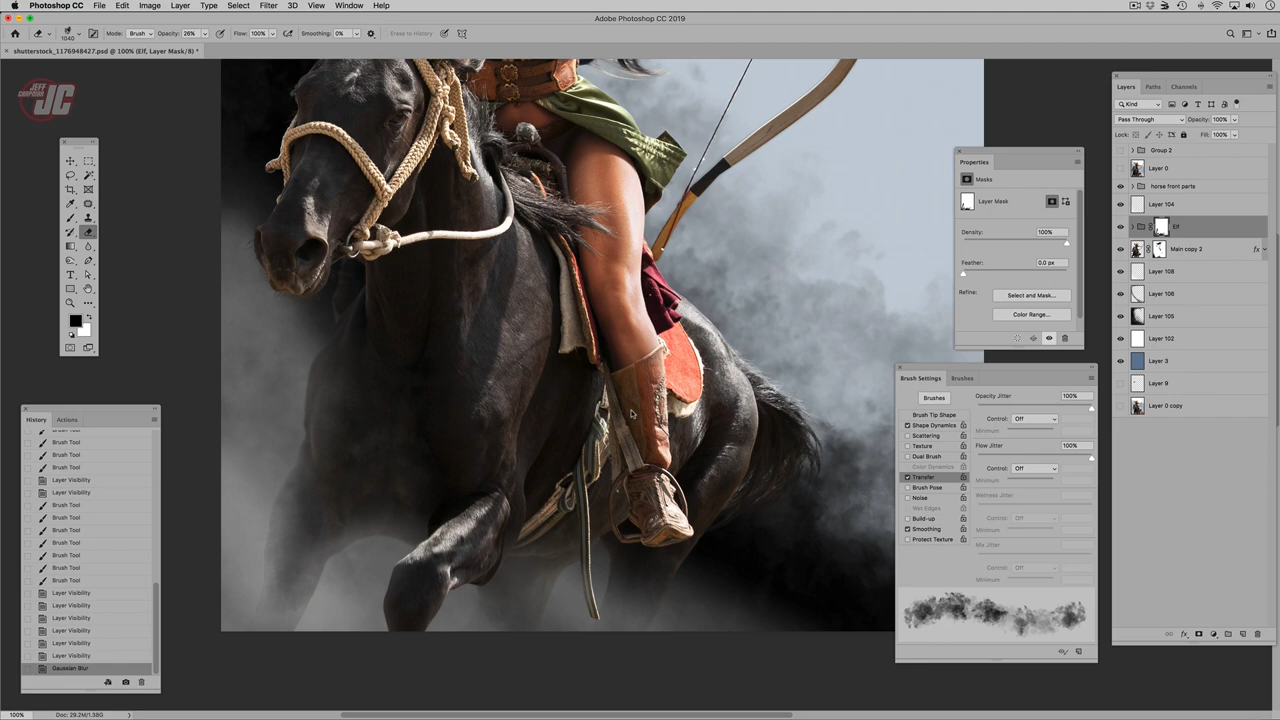 Photoshop CC File Edit Image Layer Type Select Filter 3D View Window Help
Adobe Photoshop CC 2019
1040 Mode: Brush Opacity: 26% Flow: 100% Smoothing: 0% Erase to History
shutterstock_1176948427.psd @ 100% (Elf, Layer Mask/8) *
JEFF
JC
History Actions
Brush Tool
Brush Tool
Brush Tool
Brush Tool
Layer Visibility
Layer Visibility
Brush Tool
Brush Tool
Brush Tool
Brush Tool
Brush Tool
Brush Tool
Brush Tool
Layer Visibility
Layer Visibility
Layer Visibility
Layer Visibility
Layer Visibility
Layer Visibility
Gaussian Blur
Properties
Masks
Layer Mask
Density: 100%
Feather: 0.0 px
Refine: Select and Mask...
Color Range...
Brush Settings Brushes
Brushes
Brush Tip Shape
Shape Dynamics
Scattering
Texture
Dual Brush
Color Dynamics
Transfer
Brush Pose
Noise
Wet Edges
Build-up
Smoothing
Protect Texture
Opacity Jitter 100%
Control: Off
Minimum
Flow Jitter 100%
Control: Off
Minimum
Wetness Jitter
Control: Off
Minimum
Mix Jitter
Control: Off
Minimum
Layers Paths Channels
Kind
Pass Through Opacity: 100%
Lock: Fill: 100%
Group 2
Layer 0
horse front parts
Layer 104
Elf
Main copy 2 fx
Layer 108
Layer 106
Layer 105
Layer 102
Layer 3
Layer 9
Layer 0 copy
100% Doc: 29.2M/1.38G